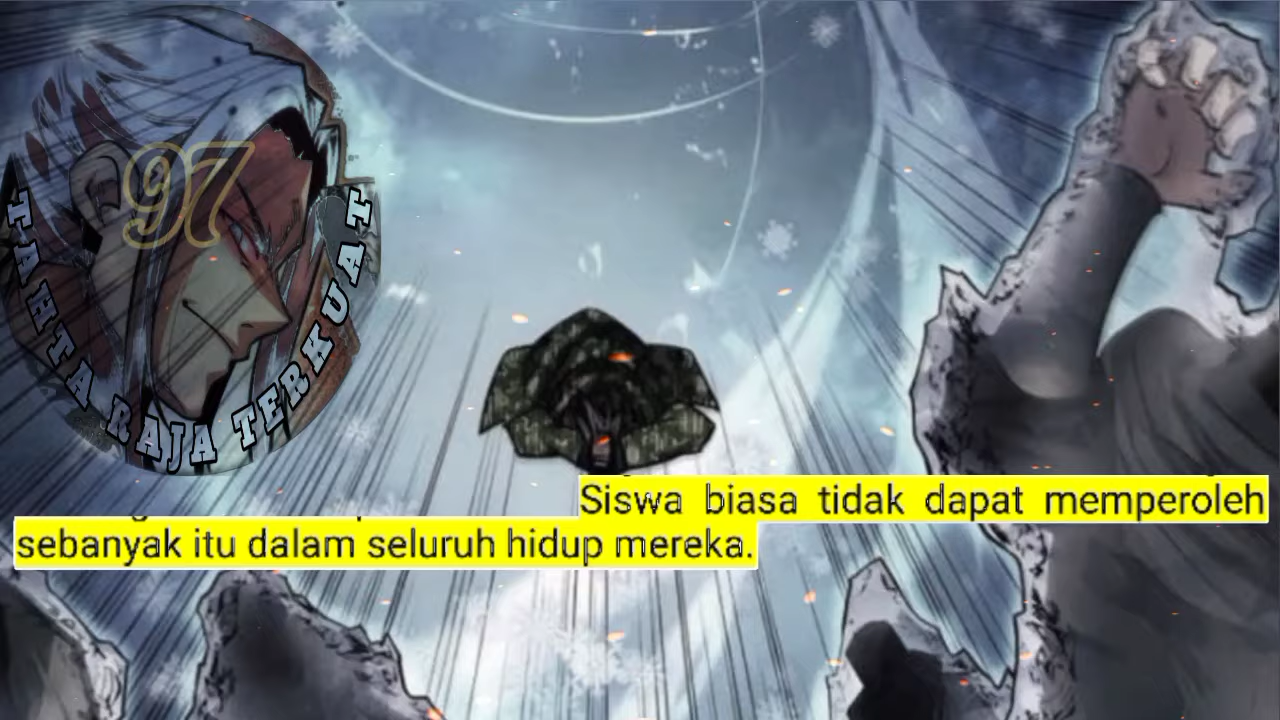 97
TAHTA RAJA TERKUAT
Siswa biasa tidak dapat memperoleh
sebanyak itu dalam seluruh hidup mereka.